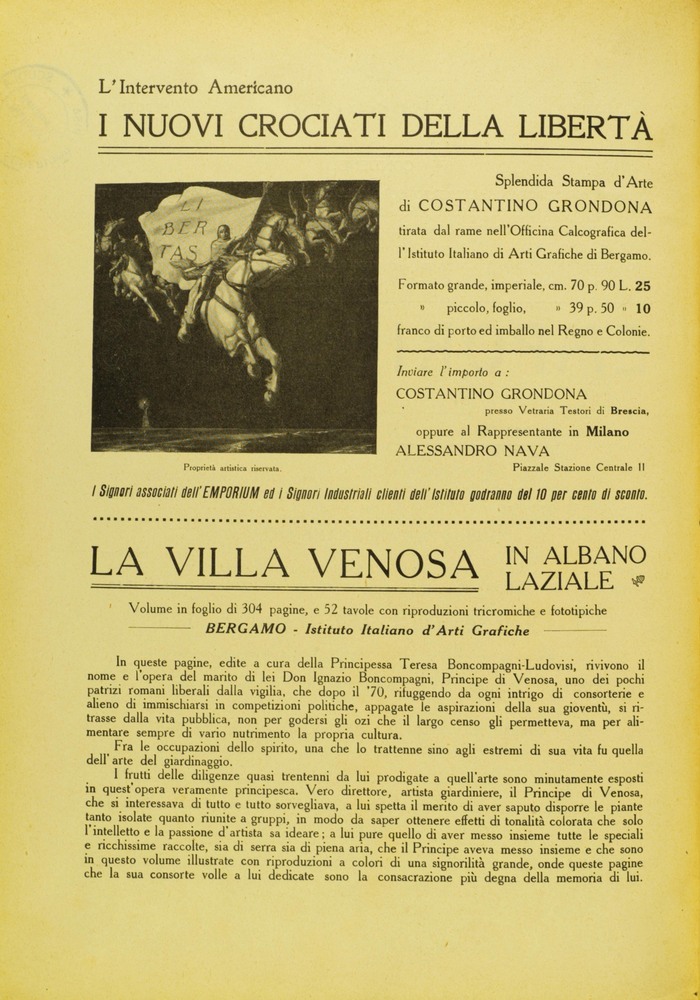 L'Intervento Americano
I NUOVI CROCIATI DELLA LIBERTÀ
LI
BER
TAS
Proprietà artistica riservata.
Splendida Stampa d'Arte
di COSTANTINO GRONDONA
tirata dal rame nell'Officina Calcografica del-
l'Istituto Italiano di Arti Grafiche di Bergamo.
Formato grande, imperiale, cm. 70 p. 90 L. 25
» piccolo, foglio, » 39 p. 50 » 10
franco di porto ed imballo nel Regno e Colonie.
Inviare l'importo a :
COSTANTINO GRONDONA
presso Vetraria Testori di Brescia,
oppure al Rappresentante in Milano
ALESSANDRO NAVA
Piazzale Stazione Centrale 11
I Signori associati dell'EMPORIUM ed i Signori Industriali clienti dell'Istituto godranno del 10 per cento di sconto.
LA VILLA VENOSA
IN ALBANO
LAZIALE
Volume in foglio di 304 pagine, e 52 tavole con riproduzioni tricromiche e fototipiche
BERGAMO - Istituto Italiano d'Arti Grafiche
In queste pagine, edite a cura della Principessa Teresa Boncompagni-Ludovisi, rivivono il
nome e l'opera del marito di lei Don Ignazio Boncompagni, Principe di Venosa, uno dei pochi
patrizi romani liberali dalla vigilia, che dopo il '70, rifuggendo da ogni intrigo di consorterie e
alieno di immischiarsi in competizioni politiche, appagate le aspirazioni della sua gioventù, si ri-
trasse dalla vita pubblica, non per godersi gli ozi che il largo censo gli permetteva, ma per ali-
mentare sempre di vario nutrimento la propria cultura.
Fra le occupazioni dello spirito, una che lo trattenne sino agli estremi di sua vita fu quella
dell'arte del giardinaggio.
I frutti delle diligenze quasi trentenni da lui prodigate a quell'arte sono minutamente esposti
in quest'opera veramente principesca. Vero direttore, artista giardiniere, il Principe di Venosa,
che si interessava di tutto e tutto sorvegliava, a lui spetta il merito di aver saputo disporre le piante
tanto isolate quanto riunite a gruppi, in modo da saper ottenere effetti di tonalità colorata che solo
l'intelletto e la passione d'artista sa ideare; a lui pure quello di aver messo insieme tutte le speciali
e ricchissime raccolte, sia di serra sia di piena aria, che il Principe aveva messo insieme e che sono
in questo volume illustrate con riproduzioni a colori di una signorilità grande, onde queste pagine
che la sua consorte volle a lui dedicate sono la consacrazione più degna della memoria di lui.